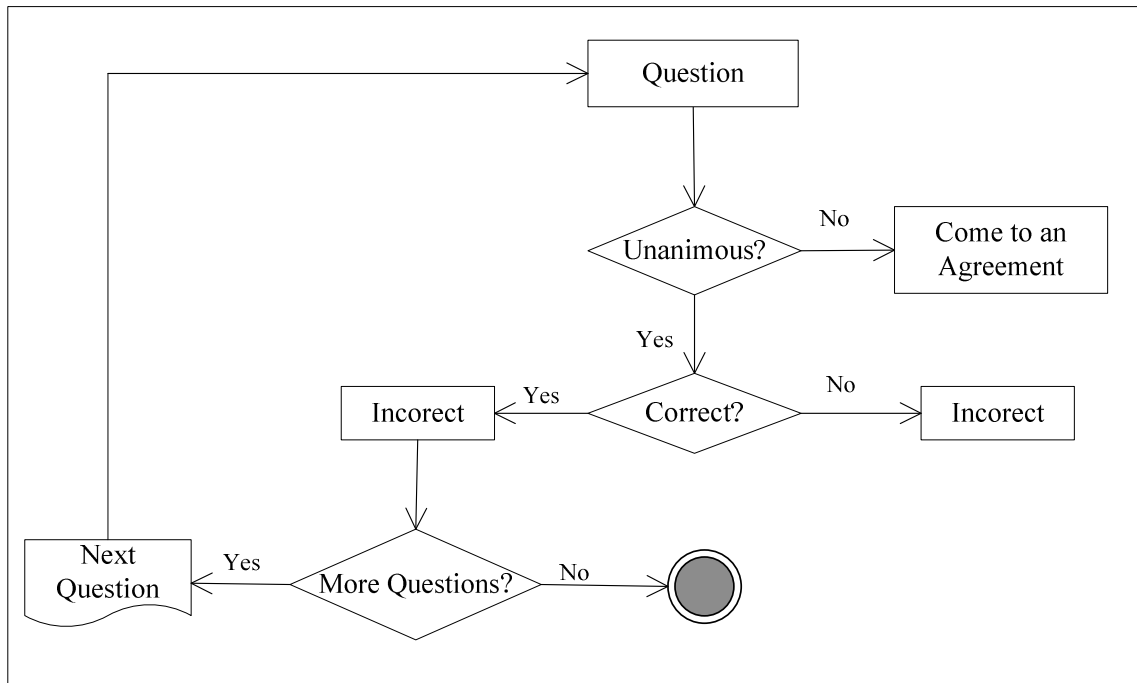 Question
No
Unanimous?
Come to an
Agreement
Yes
Incorect
Yes
Correct?
No
Incorect
Next
Question
Yes
More Questions?
No